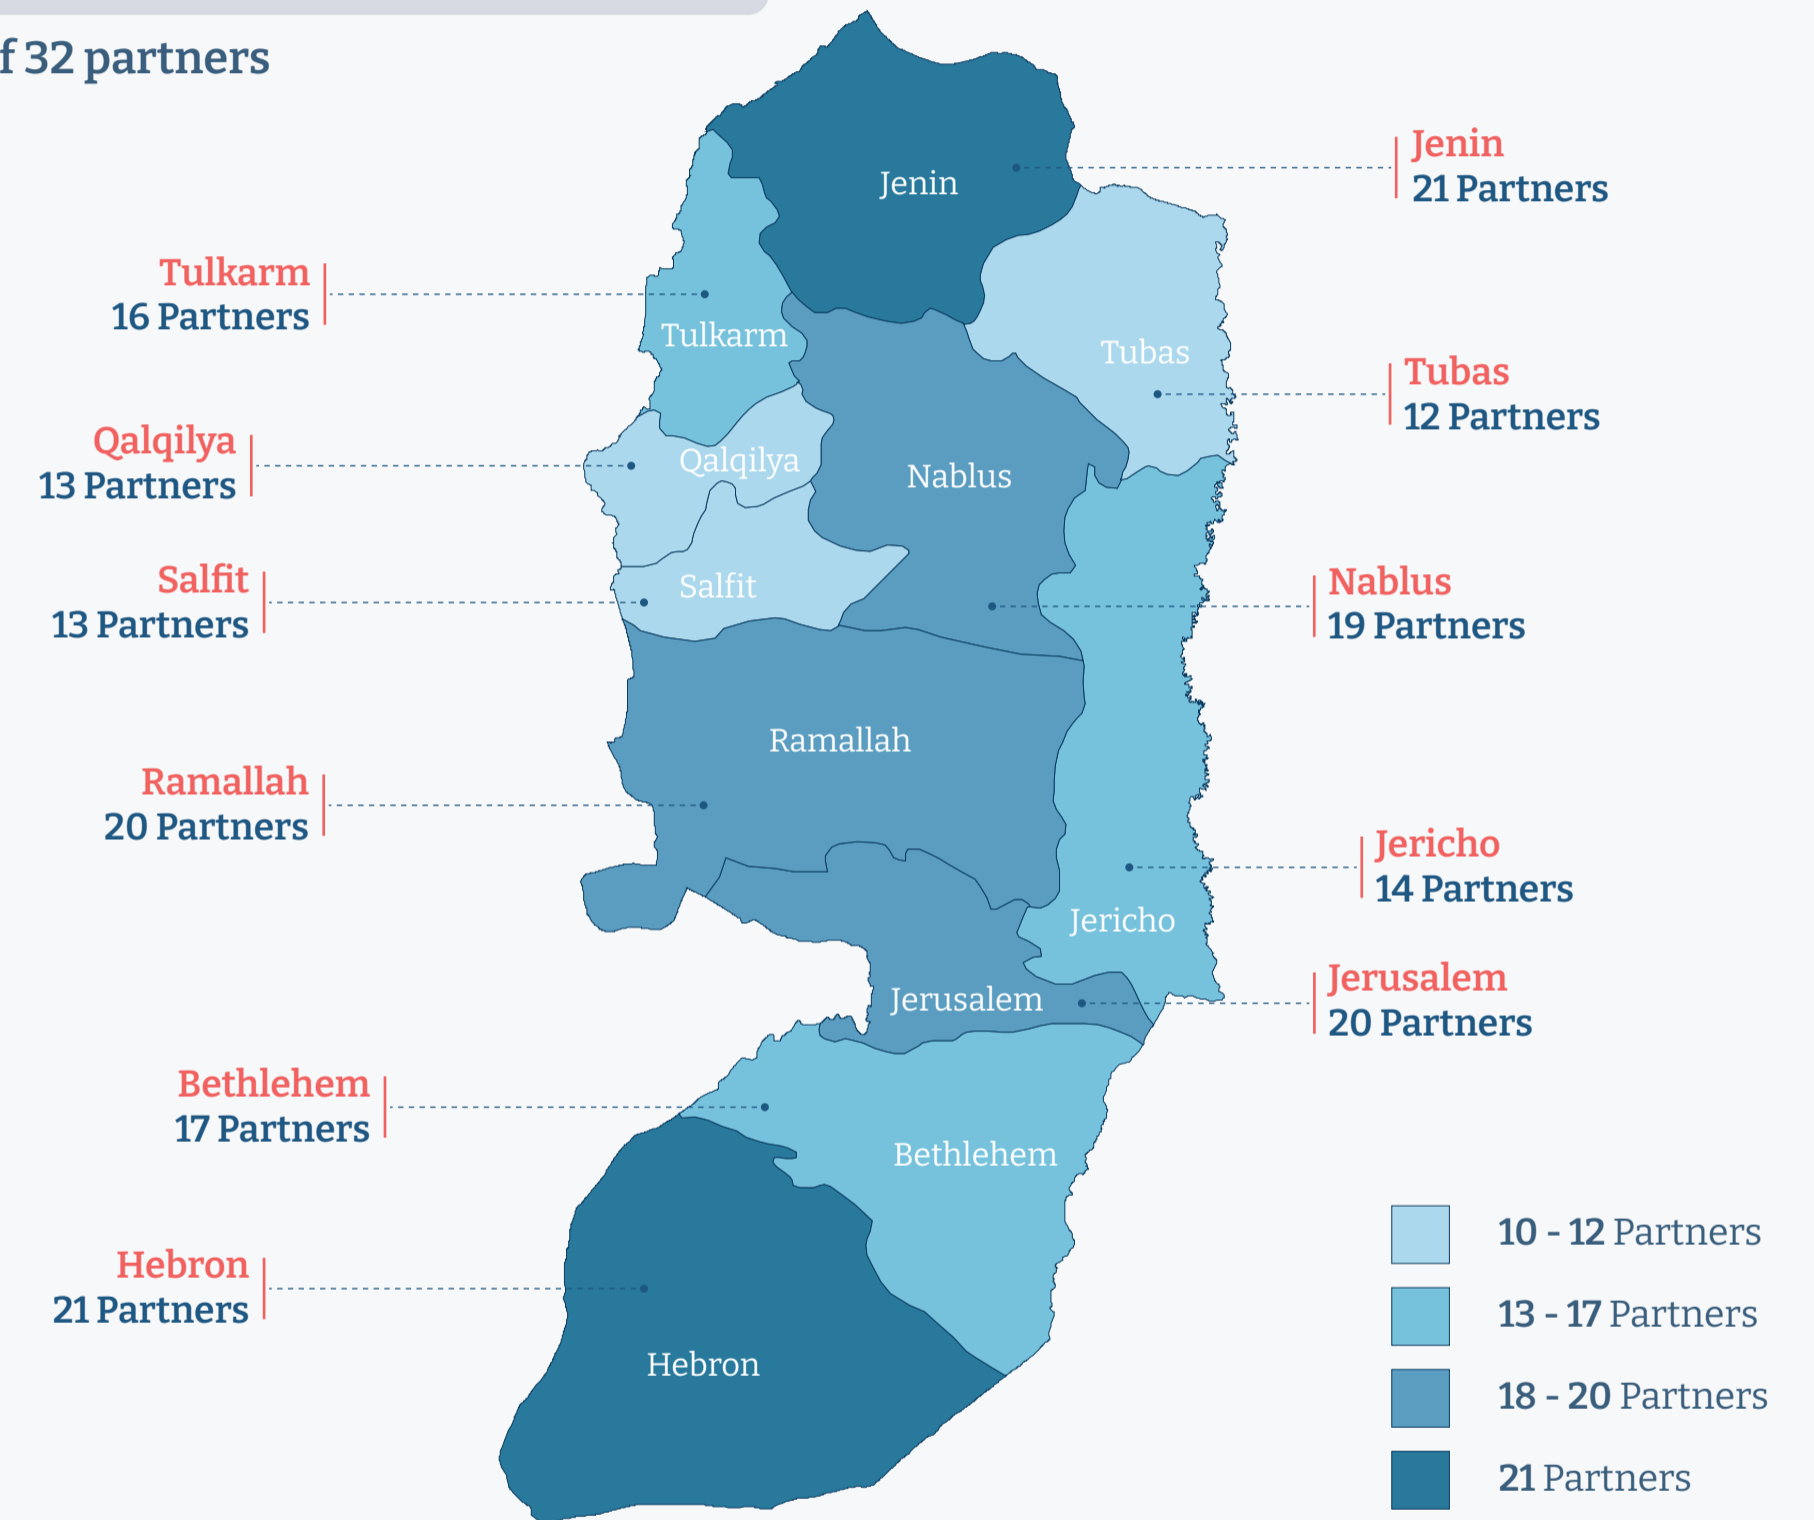 f 32 partners
Jenin
21 Partners
Jenin
Tulkarm
16 Partners
Tulkarm
Tubas
Tubas
12 Partners
Qalqilya
13 Partners
Qalqilya
Nablus
Salfit
13 Partners
Salfit
Nablus
19 Partners
Ramallah
Ramallah
20 Partners
Jericho
14 Partners
Jericho
Jerusalem
Jerusalem
20 Partners
Bethlehem
17 Partners
Bethlehem
Hebron
21 Partners
Hebron
10 - 12 Partners
13 - 17 Partners
18 - 20 Partners
21 Partners